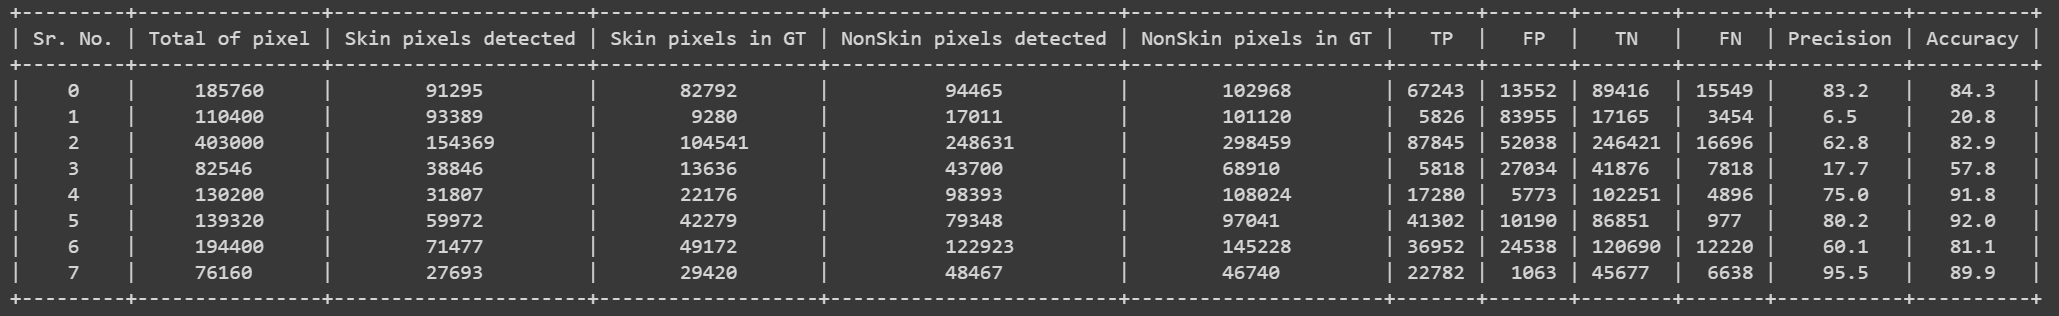 +---------+----------------+----------------------+-------------------+-------------------------+----------------------+-------+-------+--------+-------+-----------+----------+
| Sr. No. | Total of pixel | Skin pixels detected | Skin pixels in GT | NonSkin pixels detected | NonSkin pixels in GT |   TP  |   FP  |   TN   |   FN  | Precision | Accuracy |
+---------+----------------+----------------------+-------------------+-------------------------+----------------------+-------+-------+--------+-------+-----------+----------+
|    0    |     185760     |        91295         |       82792       |          94465          |        102968        | 67243 | 13552 | 89416  | 15549 |    83.2   |   84.3   |
|    1    |     110400     |        93389         |        9280       |          17011          |        101120        |  5826 | 83955 | 17165  |  3454 |    6.5    |   20.8   |
|    2    |     403000     |        154369        |       104541      |          248631         |        298459        | 87845 | 52038 | 246421 | 16696 |    62.8   |   82.9   |
|    3    |     82546      |        38846         |       13636       |          43700          |        68910         |  5818 | 27034 | 41876  |  7818 |    17.7   |   57.8   |
|    4    |     130200     |        31807         |       22176       |          98393          |        108024        | 17280 |  5773 | 102251 |  4896 |    75.0   |   91.8   |
|    5    |     139320     |        59972         |       42279       |          79348          |        97041         | 41302 | 10190 | 86851  |  977  |    80.2   |   92.0   |
|    6    |     194400     |        71477         |       49172       |          122923         |        145228        | 36952 | 24538 | 120690 | 12220 |    60.1   |   81.1   |
|    7    |     76160      |        27693         |       29420       |          48467          |        46740         | 22782 |  1063 | 45677  |  6638 |    95.5   |   89.9   |
+---------+----------------+----------------------+-------------------+-------------------------+----------------------+-------+-------+--------+-------+-----------+----------+